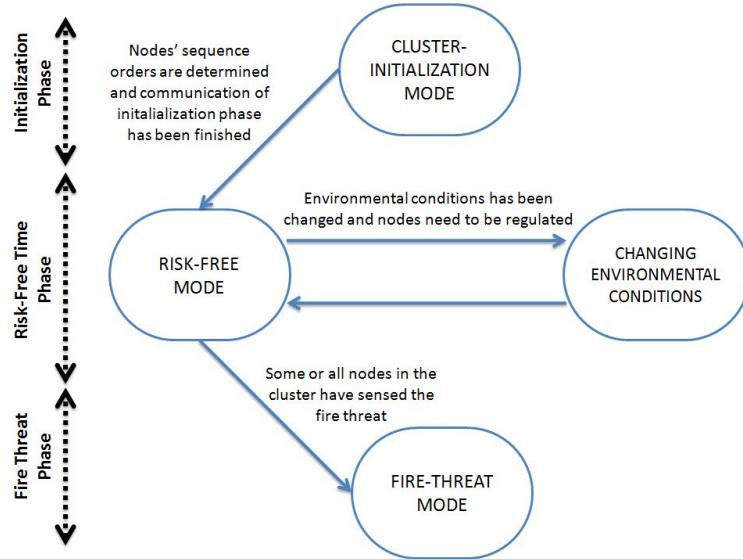 Initialization
Phase
Nodes' sequence
orders are determined
and communication of
initalialization phase
has been finished
CLUSTER-
INITIALIZATION
MODE
Risk-Free Time
Phase
Environmental conditions has been
changed and nodes need to be regulated
RISK-FREE
MODE
CHANGING
ENVIRONMENTAL
CONDITIONS
Some or all nodes in the
cluster have sensed the
fire threat
Fire Threat
Phase
FIRE-THREAT
MODE